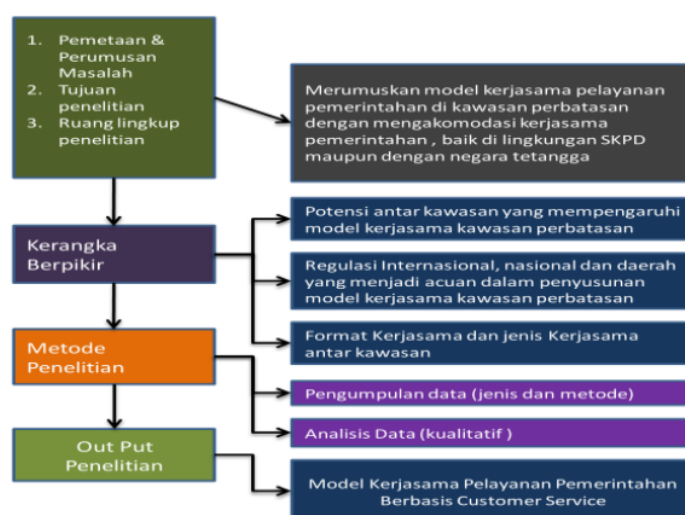 1. Pemetaan &
Perumusan
Masalah
2. Tujuan
penelitian
3. Ruang lingkup
penelitian
Merumuskan model kerjasama pelayanan
pemerintahan di kawasan perbatasan
dengan mengakomodasi kerjasama
pemerintahan , baik di lingkungan SKPD
maupun dengan negara tetangga
Kerangka
Berpikir
Potensi antar kawasan yang mempengaruhi
model kerjasama kawasan perbatasan
Regulasi Internasional, nasional dan daerah
yang menjadi acuan dalam penyusunan
model kerjasama kawasan perbatasan
Format Kerjasama dan jenis Kerjasama
antar kawasan
Metode
Penelitian
Pengumpulan data (jenis dan metode)
Analisis Data (kualitatif )
Out Put
Penelitian
Model Kerjasama Pelayanan Pemerintahan
Berbasis Customer Service